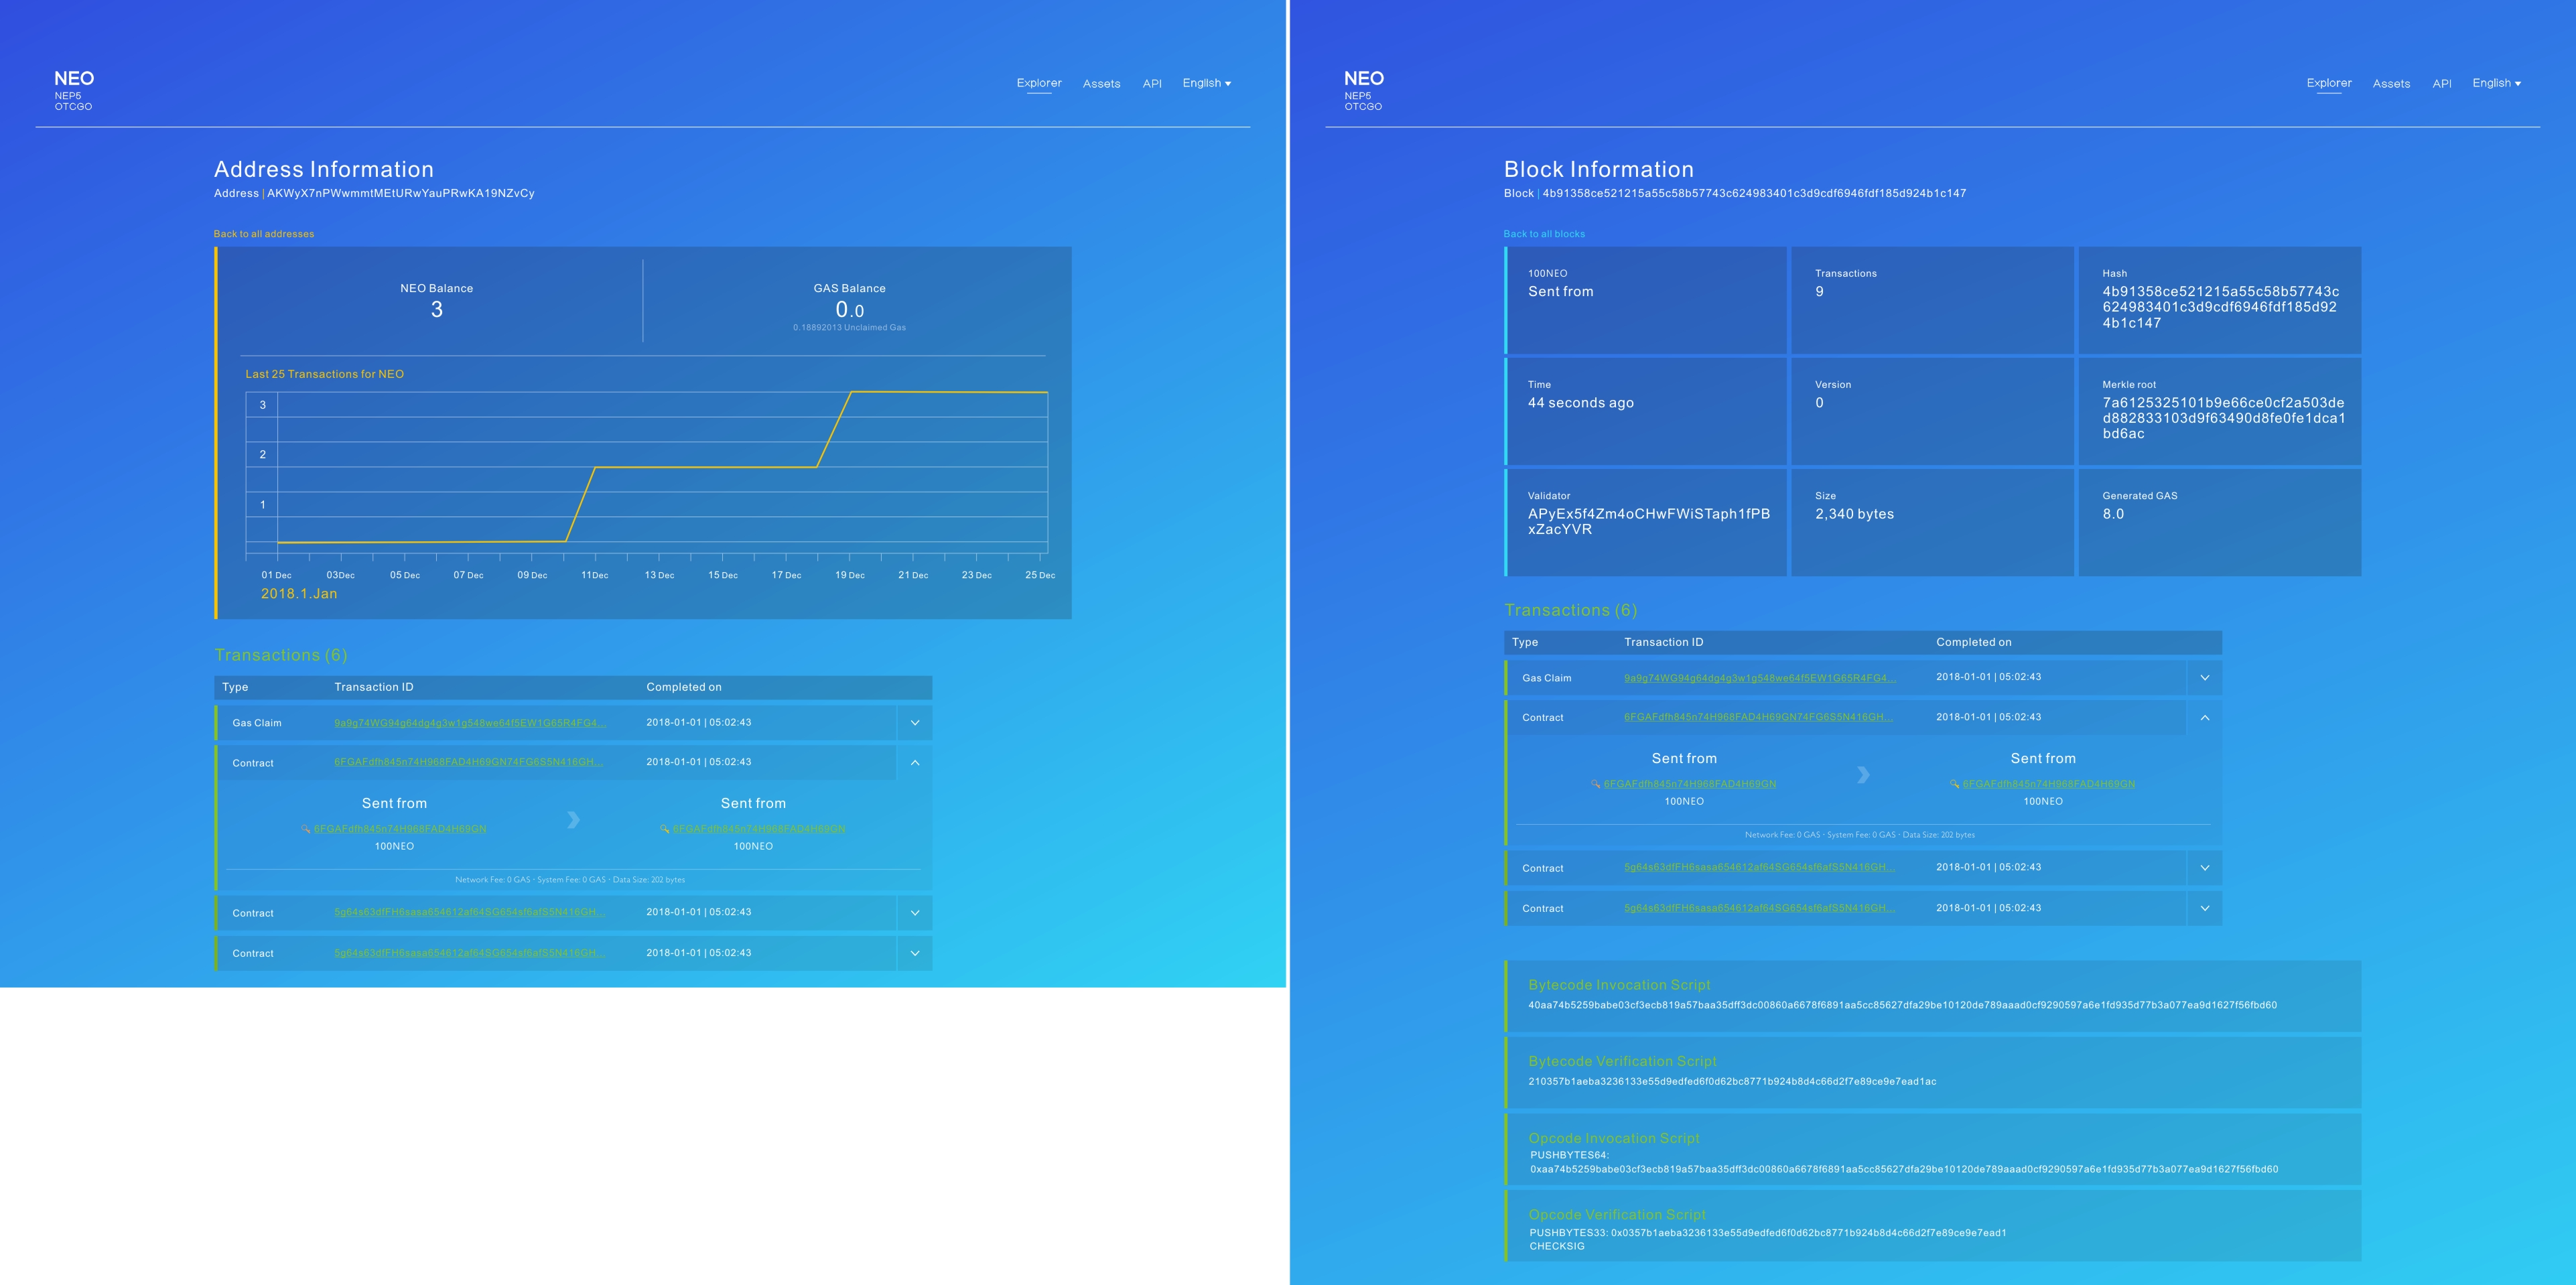 NEO
NEP5
OTCGO
Explorer
Assets
API
English
Address Information
Address | AKWyX7nPWwmmtMEtURwYauPRwKA19NZvCy
Back to all addresses
NEO Balance
3
GAS Balance
0.0
0.18892013 Unclaimed Gas
Last 25 Transactions for NEO
3
2
1
01 Dec
03Dec
05 Dec
07 Dec
09 Dec
11Dec
13 Dec
15 Dec
17 Dec
19 Dec
21 Dec
23 Dec
25 Dec
2018.1.Jan
Transactions (6)
Type
Transaction ID
Completed on
Gas Claim
9a9g74WG94g64dg4g3w1g548we64f5EW1G65R4FG4...
2018-01-01 | 05:02:43
Contract
6FGAFdfh845n74H968FAD4H69GN74FG6S5N416GH...
2018-01-01 | 05:02:43
Sent from
6FGAFdfh845n74H968FAD4H69GN
100NEO
Sent from
6FGAFdfh845n74H968FAD4H69GN
100NEO
Network Fee: 0 GAS - System Fee: 0 GAS - Data Size: 202 bytes
Contract
5g64s63dfFH6sasa654612af64SG654sf6afS5N416GH...
2018-01-01 | 05:02:43
Contract
5g64s63dfFH6sasa654612af64SG654sf6afS5N416GH...
2018-01-01 | 05:02:43
NEO
NEP5
OTCGO
Explorer
Assets
API
English
Block Information
Block | 4b91358ce521215a55c58b57743c624983401c3d9cdf6946fdf185d924b1c147
Back to all blocks
100NEO
Sent from
Transactions
9
Hash
4b91358ce521215a55c58b57743c
624983401c3d9cdf6946fdf185d92
4b1c147
Time
44 seconds ago
Version
0
Merkle root
7a6125325101b9e66ce0cf2a503de
d882833103d9f63490d8fe0fe1dca1
bd6ac
Validator
APyEx5f4Zm4oCHwFWiSTaph1fPB
xZacYVR
Size
2,340 bytes
Generated GAS
8.0
Transactions (6)
Type
Transaction ID
Completed on
Gas Claim
9a9g74WG94g64dg4g3w1g548we64f5EW1G65R4FG4...
2018-01-01 | 05:02:43
Contract
6FGAFdfh845n74H968FAD4H69GN74FG6S5N416GH...
2018-01-01 | 05:02:43
Sent from
6FGAFdfh845n74H968FAD4H69GN
100NEO
Sent from
6FGAFdfh845n74H968FAD4H69GN
100NEO
Network Fee: 0 GAS - System Fee: 0 GAS - Data Size: 202 bytes
Contract
5g64s63dfFH6sasa654612af64SG654sf6afS5N416GH...
2018-01-01 | 05:02:43
Contract
5g64s63dfFH6sasa654612af64SG654sf6afS5N416GH...
2018-01-01 | 05:02:43
Bytecode Invocation Script
40aa74b5259babe03cf3ecb819a57baa35dff3dc00860a6678f6891aa5cc85627dfa29be10120de789aaad0cf9290597a6e1fd935d77b3a077ea9d1627f56fbd60
Bytecode Verification Script
210357b1aeba3236133e55d9edfed6f0d62bc8771b924b8d4c66d2f7e89ce9e7ead1ac
Opcode Invocation Script
PUSHBYTES64:
0xaa74b5259babe03cf3ecb819a57baa35dff3dc00860a6678f6891aa5cc85627dfa29be10120de789aaad0cf9290597a6e1fd935d77b3a077ea9d1627f56fbd60
Opcode Verification Script
PUSHBYTES33: 0x0357b1aeba3236133e55d9edfed6f0d62bc8771b924b8d4c66d2f7e89ce9e7ead1
CHECKSIG